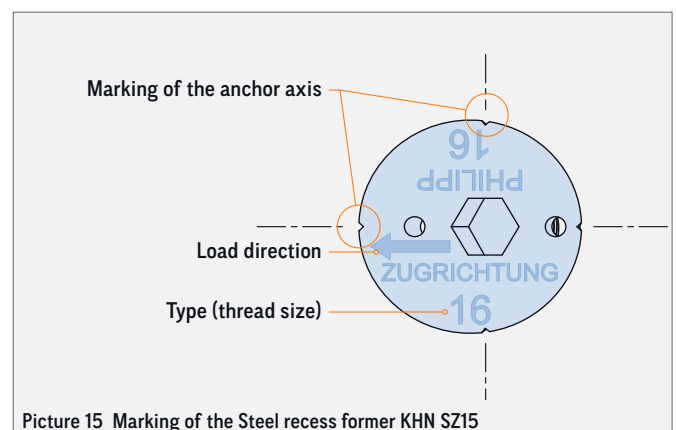 Marking of the anchor axis
16
PHILIPP
Load direction
ZUGRICHTUNG
Type (thread size)
16
Picture 15 Marking of the Steel recess former KHN SZ15